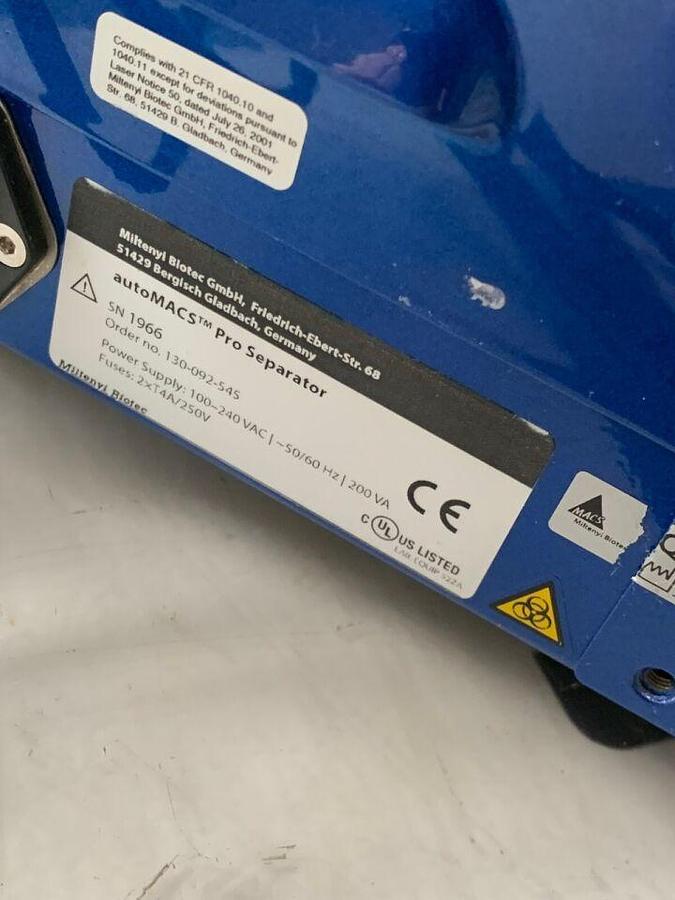 Complies with 21 CFR 1040.10 and
1040.11 except for deviations pursuant to
Laser Notice 50, dated July 26, 2001
Miltenyi Biotec GmbH, Friedrich-Ebert-
Str. 68, 51429 B. Gladbach, Germany
Miltenyi Biotec GmbH, Friedrich-Ebert-Str. 68
51429 Bergisch Gladbach, Germany
autoMACS™ Pro Separator
SN 1966
Order no. 130-092-545
Power Supply: 100–240 VAC | ~50/60 Hz | 200 VA
Fuses: 2xT4A/250V
Miltenyi Biotec
CE
C UL US LISTED
LAB EQUIP 522A
MACS
Miltenyi Biotec